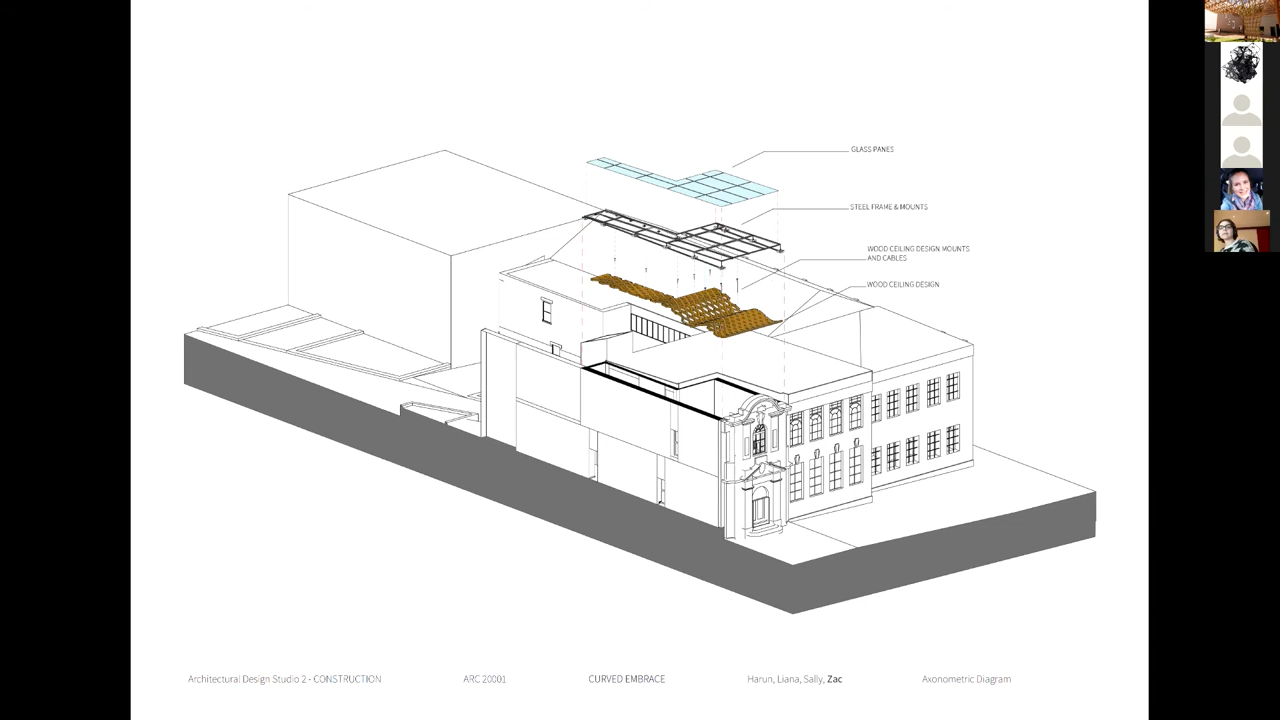 GLASS PANES
STEEL FRAME & MOUNTS
WOOD CEILING DESIGN MOUNTS
AND CABLES
WOOD CEILING DESIGN
Architectural Design Studio 2 - CONSTRUCTION
ARC 20001
CURVED EMBRACE
Harun, Liana, Sally, Zac
Axonometric Diagram